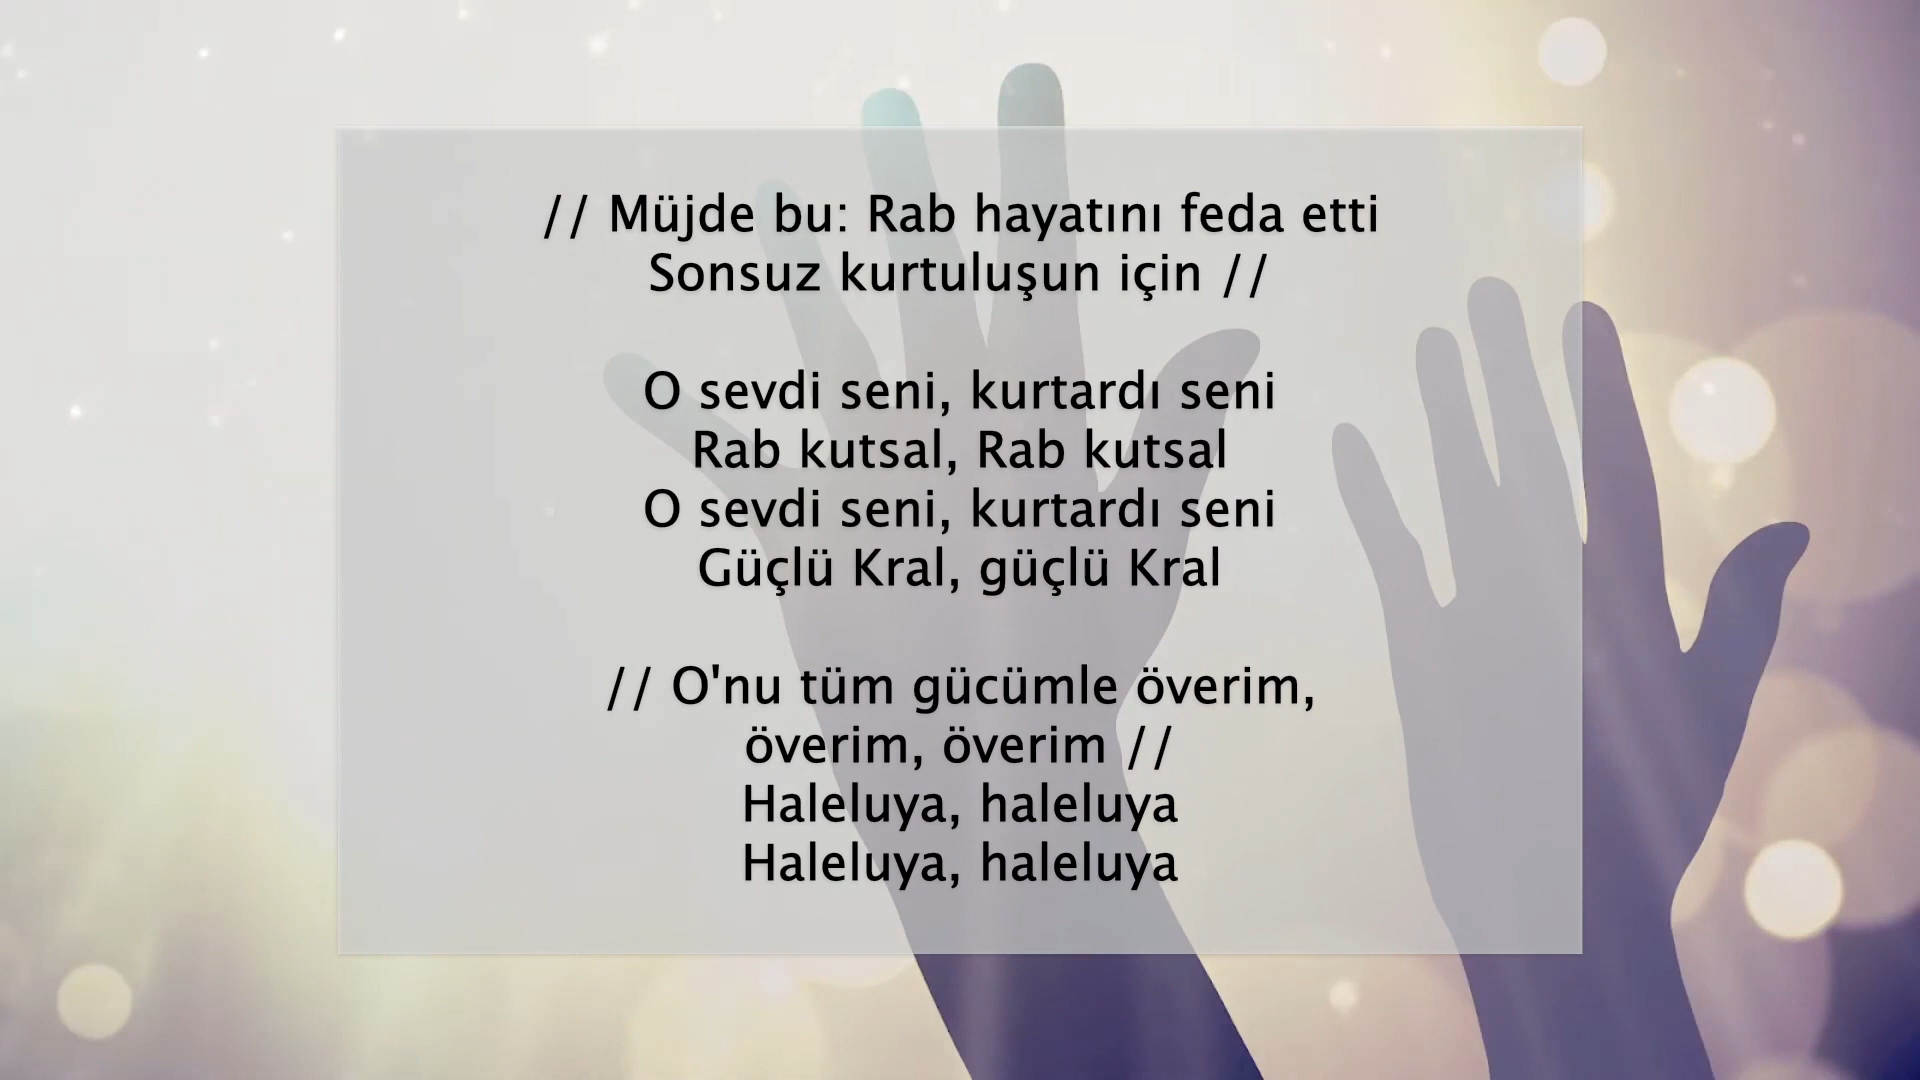 // Müjde bu: Rab hayatını feda etti
Sonsuz kurtuluşun için //
O sevdi seni, kurtardı seni
Rab kutsal, Rab kutsal
O sevdi seni, kurtardı seni
Güçlü Kral, güçlü Kral
// O'nu tüm gücümle överim,
överim, överim //
Haleluya, haleluya
Haleluya, haleluya